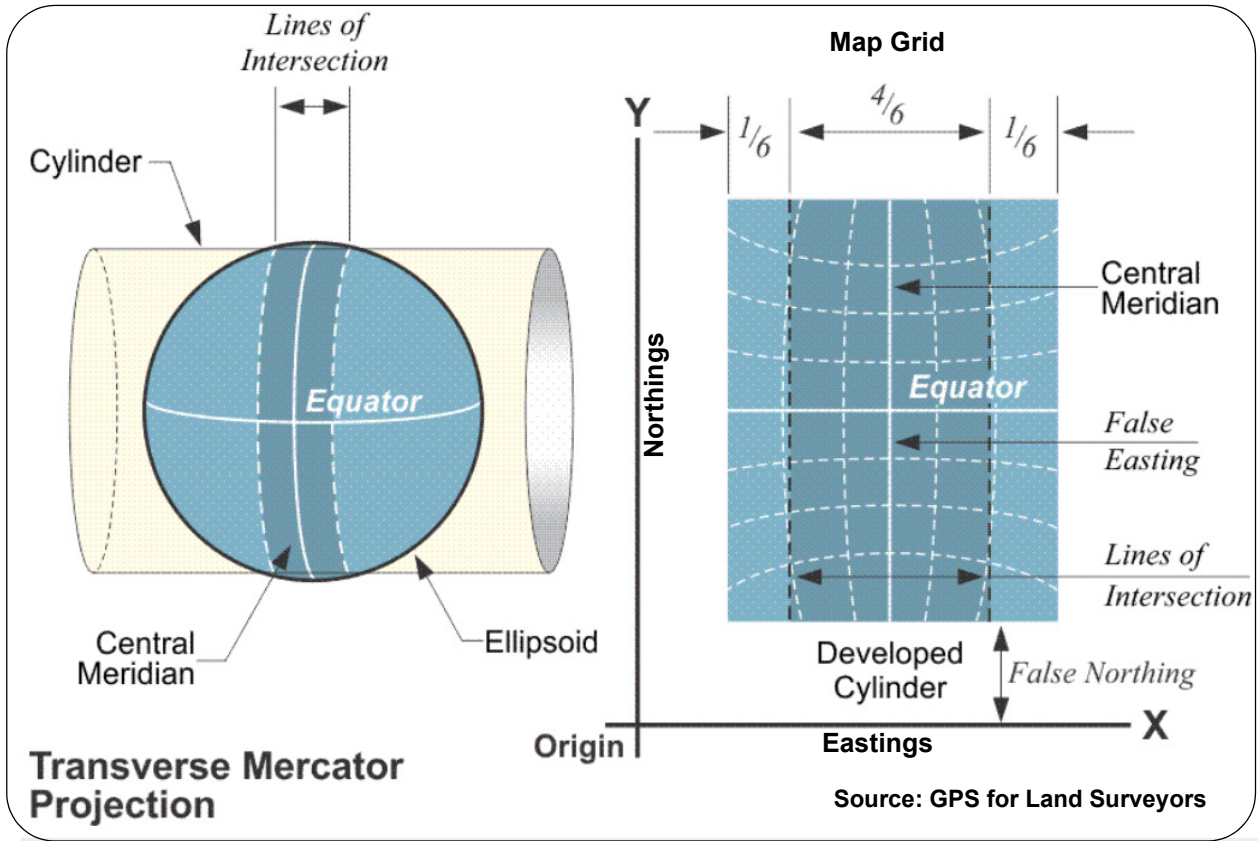 Lines of
Intersection
Cylinder
Equator
Central
Meridian
Ellipsoid
Transverse Mercator
Projection
Map Grid
Y
1/6
4/6
1/6
Northings
Central
Meridian
Equator
False
Easting
Lines of
Intersection
Developed
Cylinder
False Northing
Origin
Eastings
X
Source: GPS for Land Surveyors